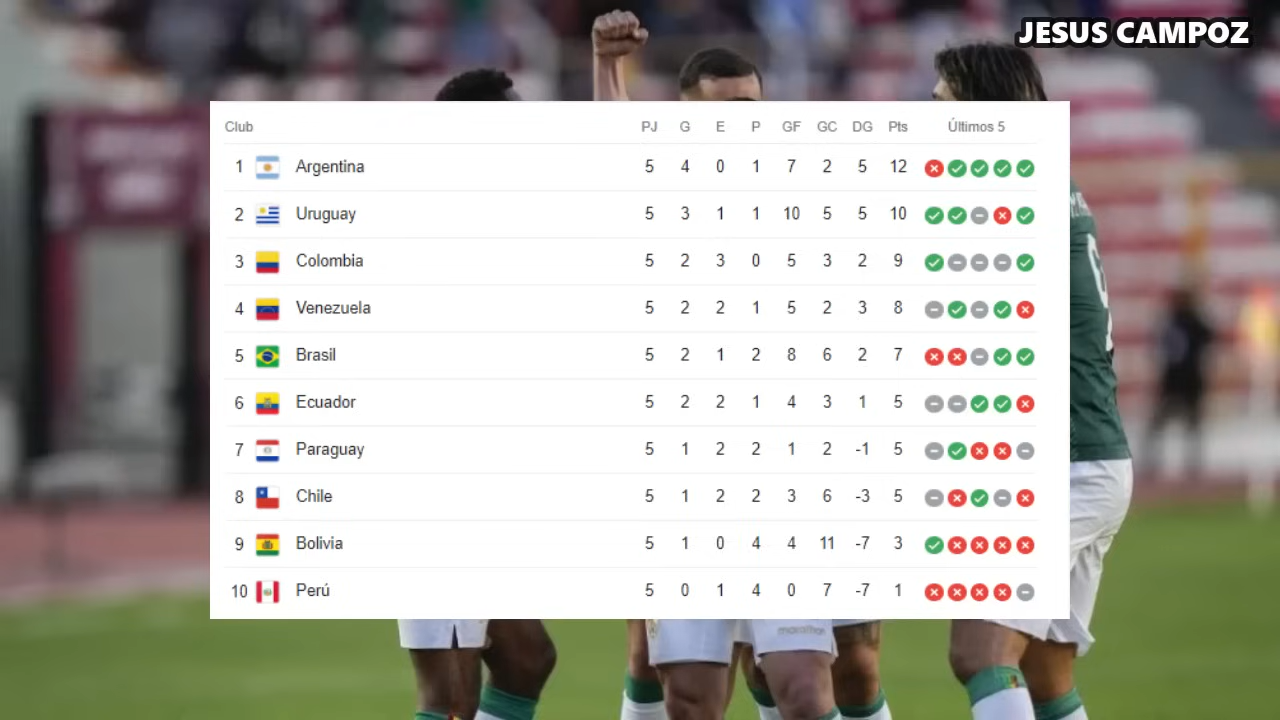 JESUS CAMPOZ
Club PJ G E P GF GC DG Pts Últimos 5
1 Argentina 5 4 0 1 7 2 5 12
2 Uruguay 5 3 1 1 10 5 5 10
3 Colombia 5 2 3 0 5 3 2 9
4 Venezuela 5 2 2 1 5 2 3 8
5 Brasil 5 2 1 2 8 6 2 7
6 Ecuador 5 2 2 1 4 3 1 5
7 Paraguay 5 1 2 2 1 2 -1 5
8 Chile 5 1 2 2 3 6 -3 5
9 Bolivia 5 1 0 4 4 11 -7 3
10 Perú 5 0 1 4 0 7 -7 1
marathon